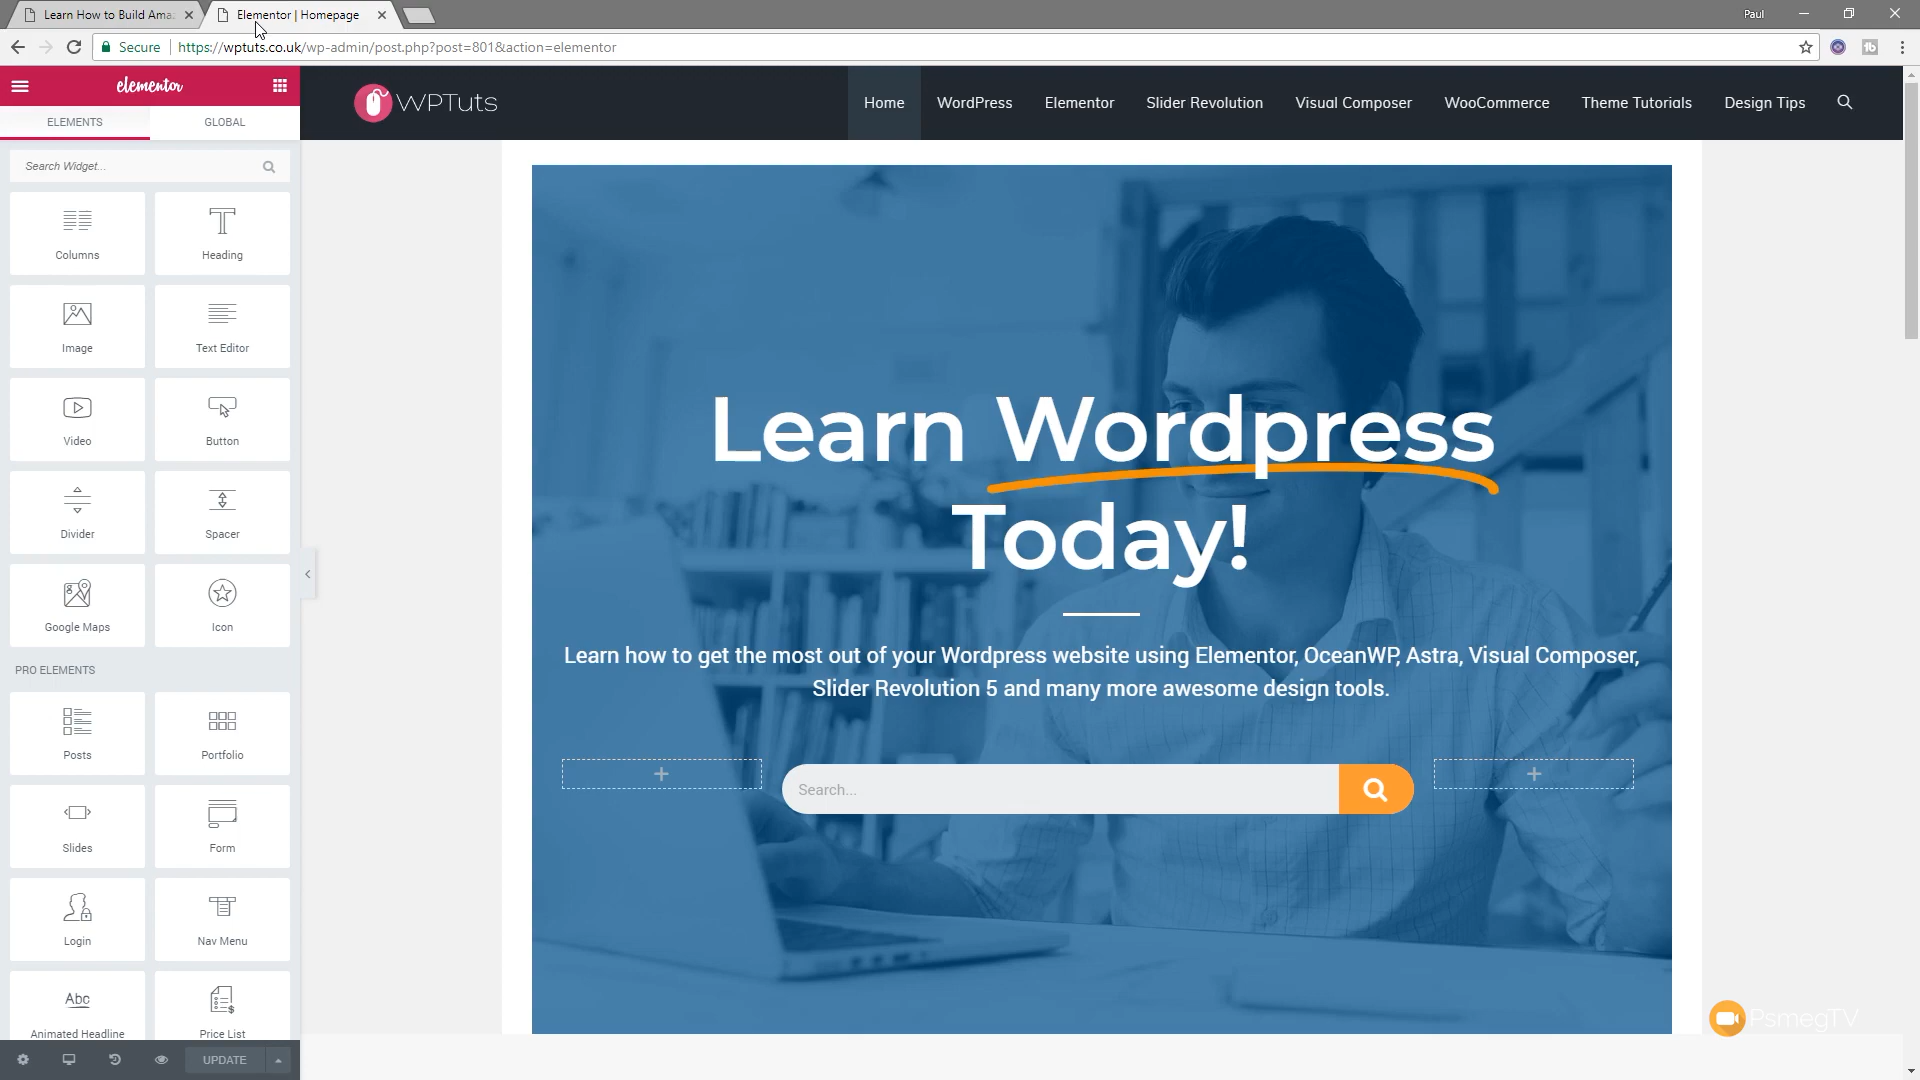 Learn How to Build Ama
Elementor | Homepage
Paul
Secure
https://wptuts.co.uk/wp-admin/post.php?post=801&action=elementor
elementor
ELEMENTS
GLOBAL
Search Widget...
Columns
Heading
Image
Text Editor
Video
Button
Divider
Spacer
Google Maps
Icon
PRO ELEMENTS
Posts
Portfolio
Slides
Form
Login
Nav Menu
Abc
Animated Headline
Price List
UPDATE
WPTuts
Home
WordPress
Elementor
Slider Revolution
Visual Composer
WooCommerce
Theme Tutorials
Design Tips
Learn Wordpress
Today!
Learn how to get the most out of your Wordpress website using Elementor, OceanWP, Astra, Visual Composer,
Slider Revolution 5 and many more awesome design tools.
Search...
PsmegTV